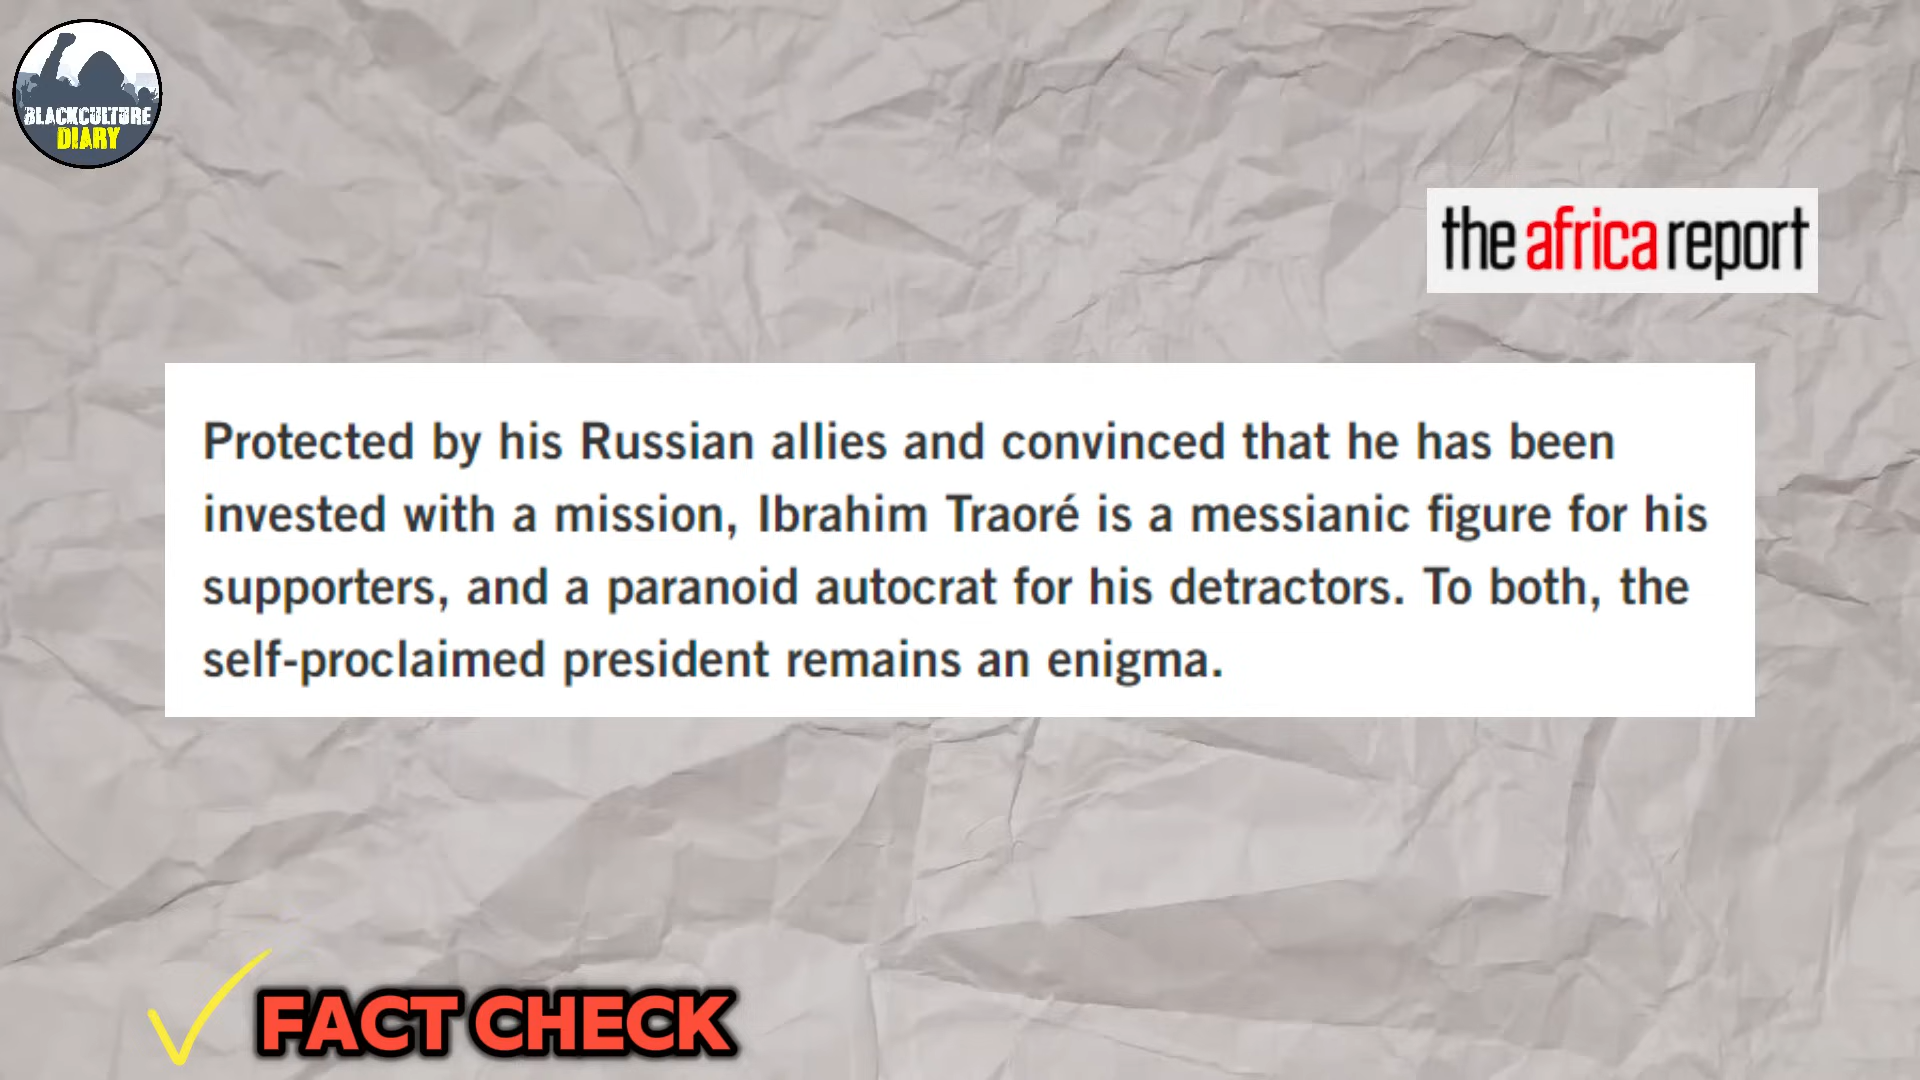 BLACKCULTURE
DIARY
the africa report
Protected by his Russian allies and convinced that he has been
invested with a mission, Ibrahim Traoré is a messianic figure for his
supporters, and a paranoid autocrat for his detractors. To both, the
self-proclaimed president remains an enigma.
FACT CHECK